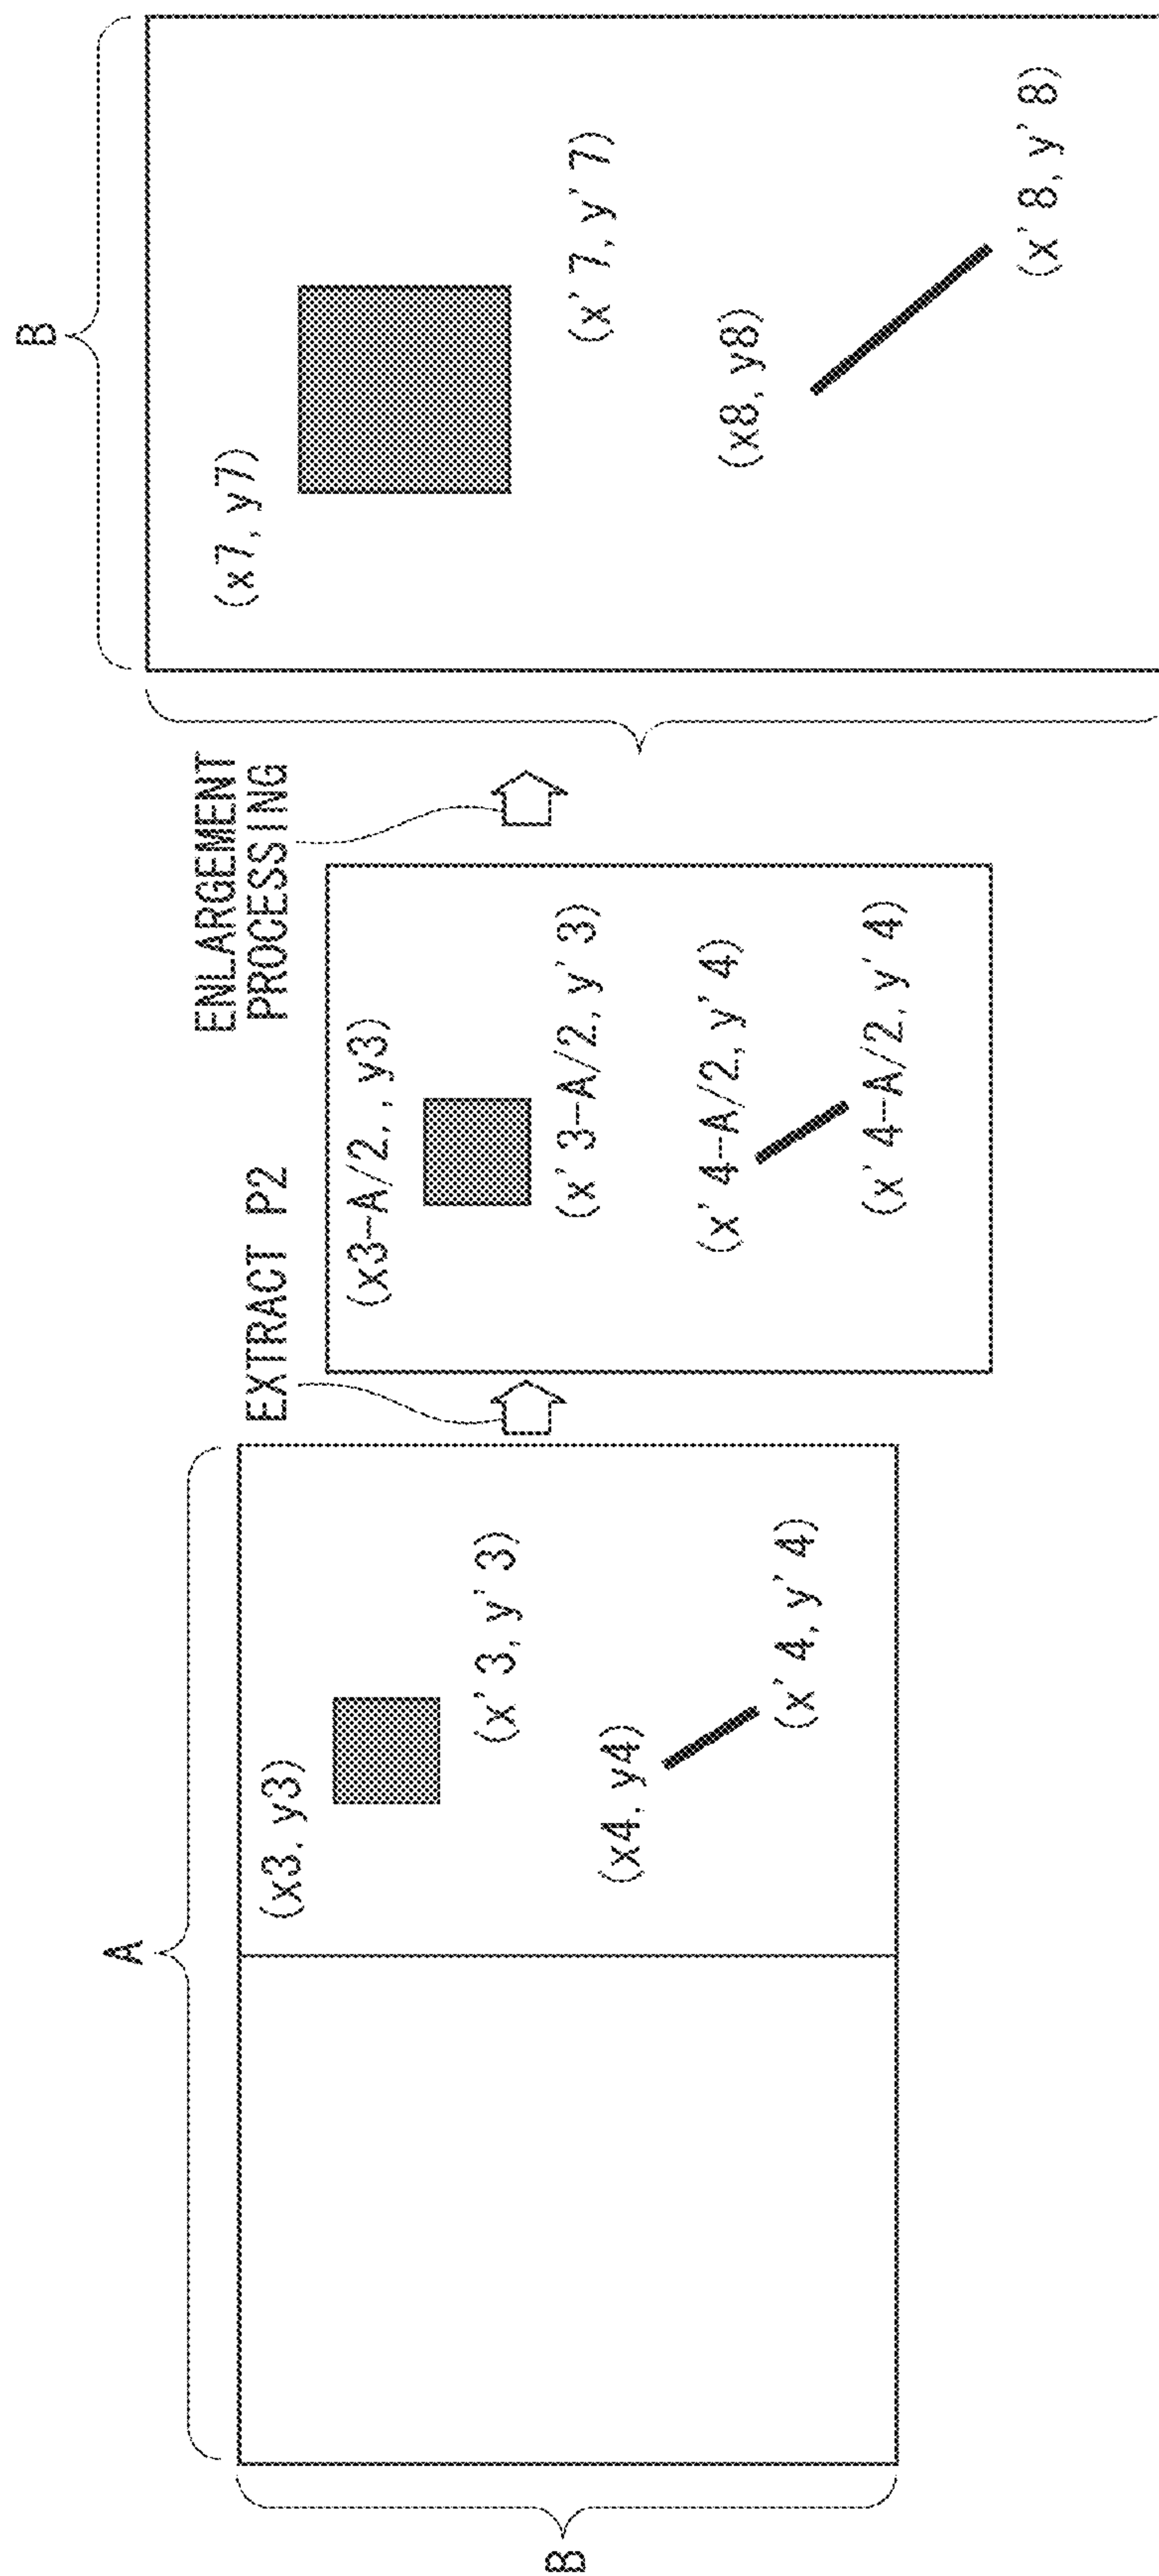 A
B
(x3, y3)
(x' 3, y' 3)
(x4, y4)
(x' 4, y' 4)
EXTRACT P2
(x3-A/2, , y3)
(x' 3-A/2, y' 3)
(x' 4-A/2, y' 4)
(x' 4-A/2, y' 4)
ENLARGEMENT
PROCESSING
B
(x7, y7)
(x' 7, y' 7)
(x8, y8)
(x' 8, y' 8)